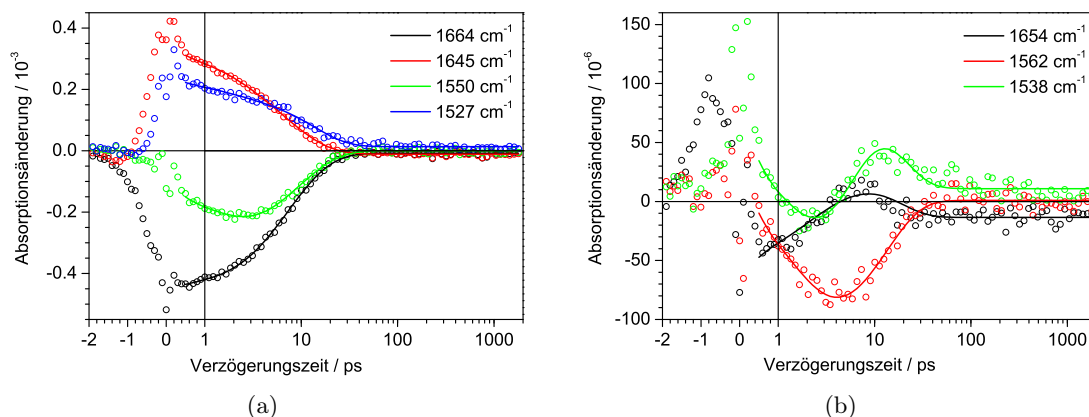 1664 cm⁻¹
1645 cm⁻¹
1550 cm⁻¹
1527 cm⁻¹
Absorptionsänderung / 10⁻³
0.4
0.2
0.0
-0.2
-0.4
-2 -1 0 1 10 100 1000
Verzögerungszeit / ps
(a)
1654 cm⁻¹
1562 cm⁻¹
1538 cm⁻¹
Absorptionsänderung / 10⁻⁶
150
100
50
0
-50
-100
-2 -1 0 1 10 100 1000
Verzögerungszeit / ps
(b)